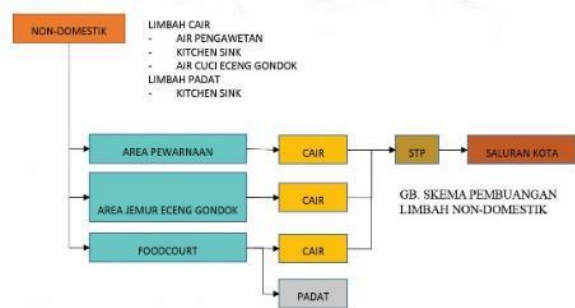 NON-DOMESTIK
LIMBAH CAIR
- AIR PENGAWETAN
- KITCHEN SINK
- AIR CUCI ECENG GONDOK
LIMBAH PADAT
- KITCHEN SINK
AREA PEWARNAAN
CAIR
STP
SALURAN KOTA
AREA JEMUR ECENG GONDOK
CAIR
GB. SKEMA PEMBUANGAN
LIMBAH NON-DOMESTIK
FOODCOURT
CAIR
PADAT